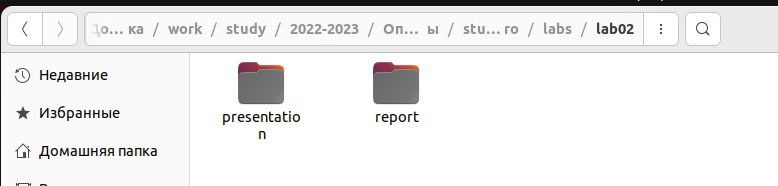 До… ка / work / study / 2022-2023 / Оп… ы / stu… ro / labs / lab02
Недавние
Избранные
Домашняя папка
presentatio
n
report